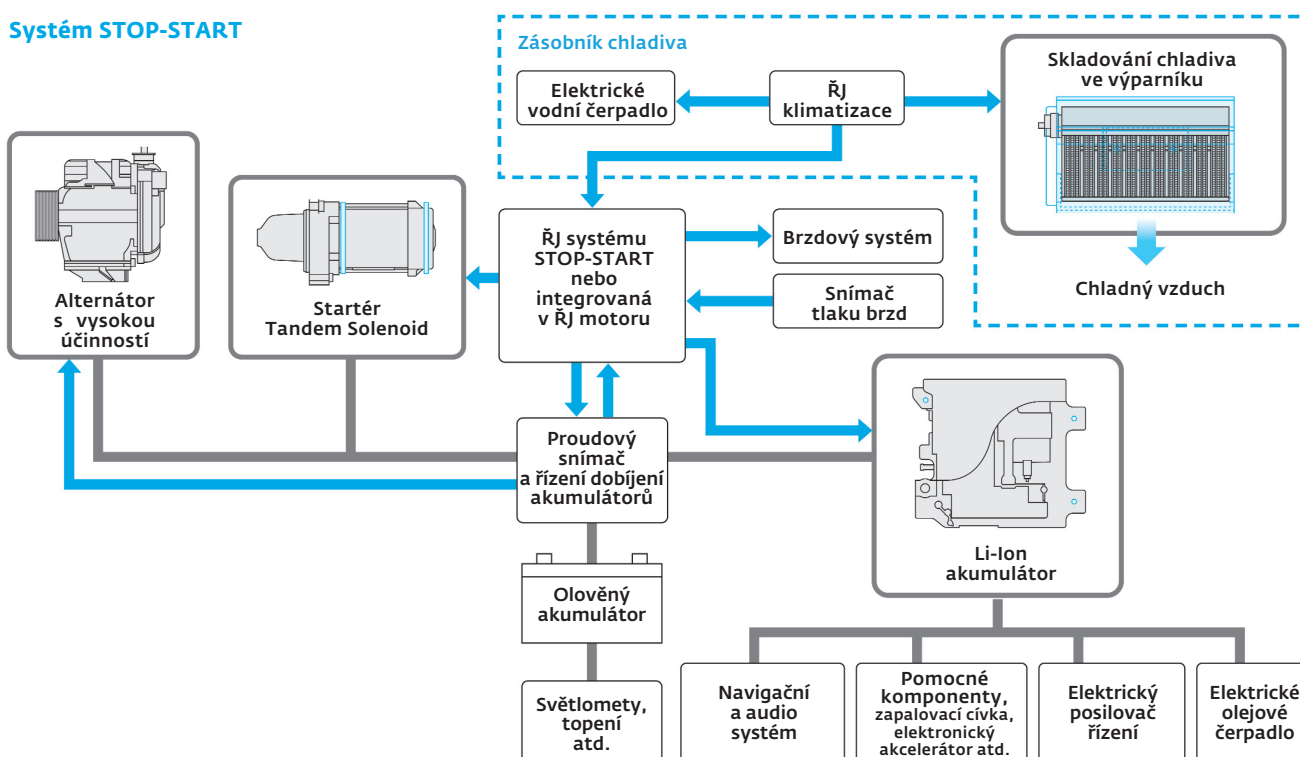 Systém STOP-START
Zásobník chladiva
Elektrické
vodní čerpadlo
ŘJ
klimatizace
Skladování chladiva
ve výparníku
Chladný vzduch
Alternátor
s vysokou
účinností
Startér
Tandem Solenoid
ŘJ systému
STOP-START
nebo
integrovaná
v ŘJ motoru
Brzdový systém
Snímač
tlaku brzd
Proudový
snímač
a řízení dobíjení
akumulátorů
Li-Ion
akumulátor
Olověný
akumulátor
Světlomety,
topení
atd.
Navigační
a audio
systém
Pomocné
komponenty,
zapalovací cívka,
elektronický
akcelerátor atd.
Elektrický
posilovač
řízení
Elektrické
olejové
čerpadlo